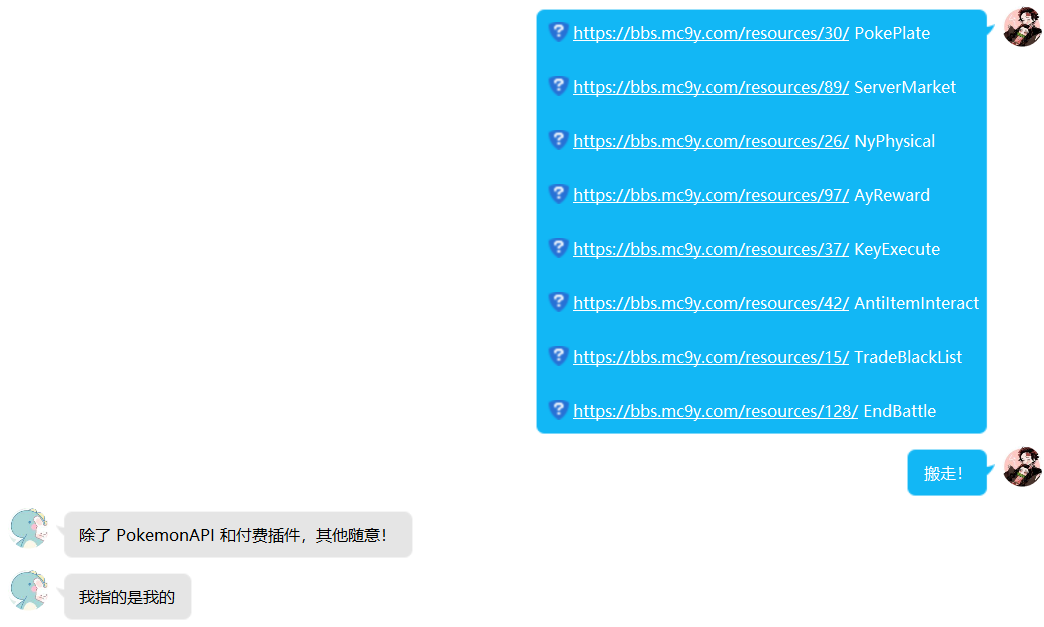 https://bbs.mc9y.com/resources/30/ PokePlate
https://bbs.mc9y.com/resources/89/ ServerMarket
https://bbs.mc9y.com/resources/26/ NyPhysical
https://bbs.mc9y.com/resources/97/ AyReward
https://bbs.mc9y.com/resources/37/ KeyExecute
https://bbs.mc9y.com/resources/42/ AntiItemInteract
https://bbs.mc9y.com/resources/15/ TradeBlackList
https://bbs.mc9y.com/resources/128/ EndBattle
搬走！
除了 PokemonAPI 和付费插件，其他随意！
我指的是我的